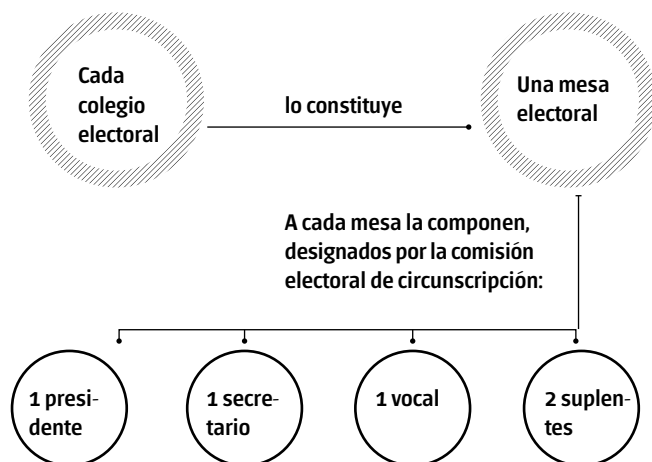 Cada
colegio
electoral
lo constituye
Una mesa
electoral
A cada mesa la componen,
designados por la comisión
electoral de circunscripción:
1 presi-
dente
1 secre-
tario
1 vocal
2 suplen-
tes